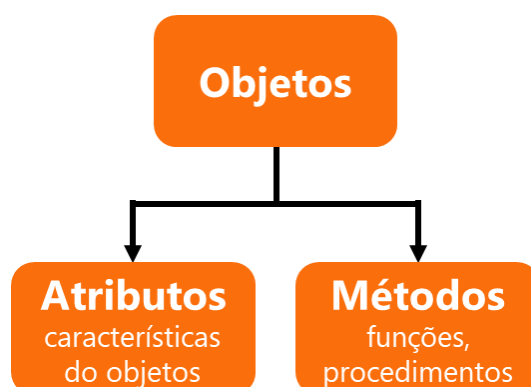 Objetos
Atributos
características
do objetos
Métodos
funções,
procedimentos